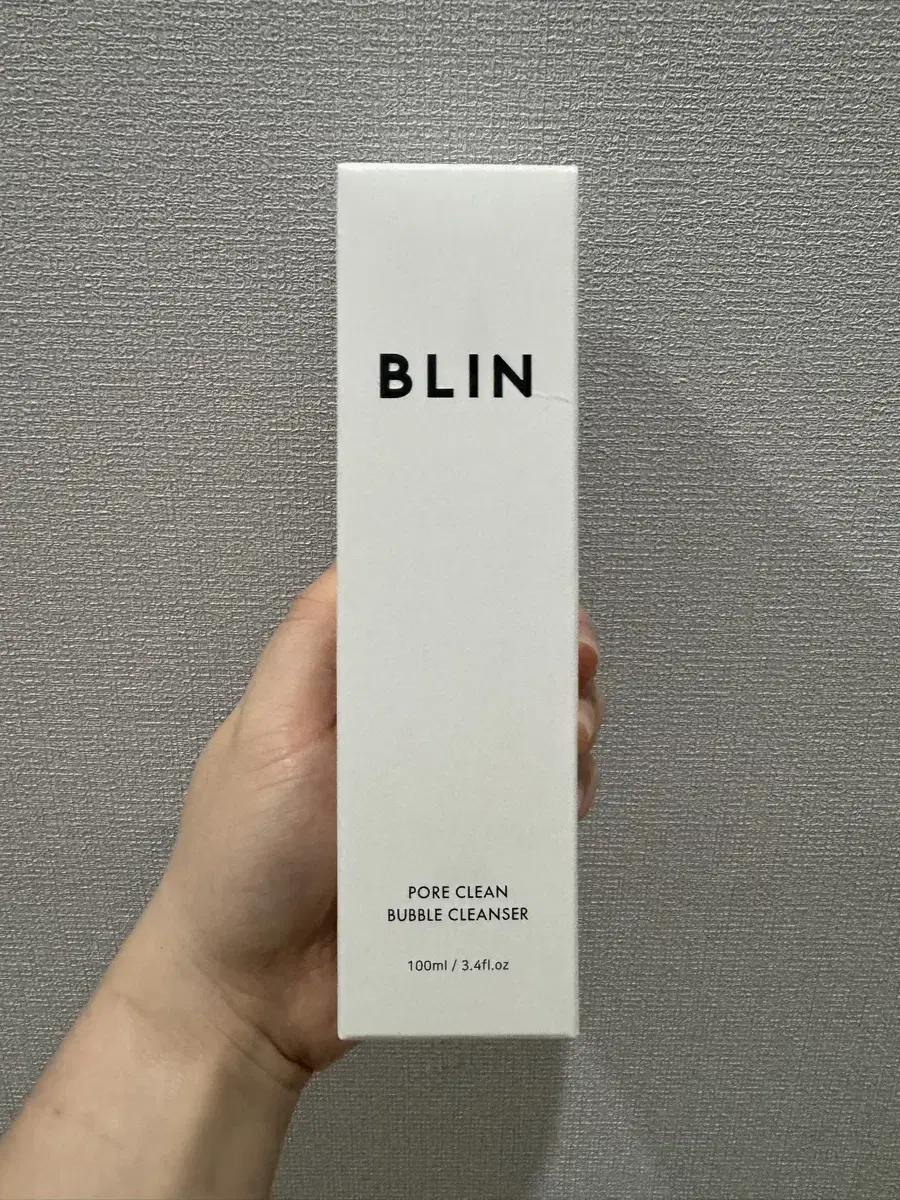 BLIN
PORE CLEAN
BUBBLE CLEANSER
100ml / 3.4fl.oz